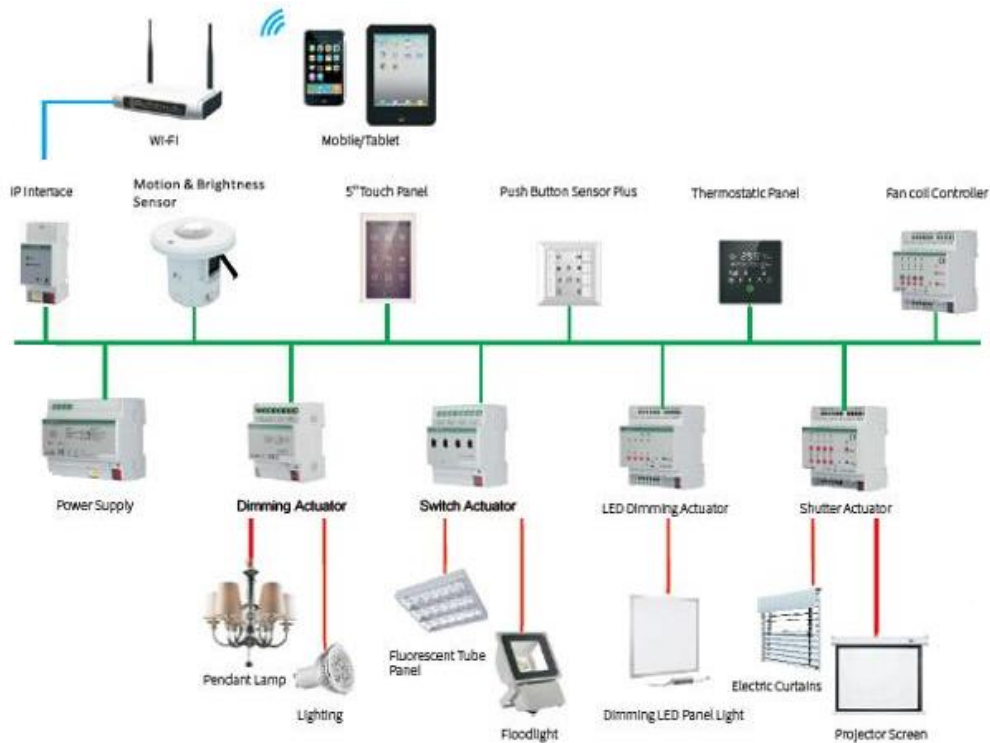 WI-FI
Mobile/Tablet
IP Interface
Motion & Brightness
Sensor
5" Touch Panel
Push Button Sensor Plus
Thermostatic Panel
Fan coil Controller
Power Supply
Dimming Actuator
Switch Actuator
LED Dimming Actuator
Shutter Actuator
Pendant Lamp
Lighting
Fluorescent Tube
Panel
Floodlight
Dimming LED Panel Light
Electric Curtains
Projector Screen